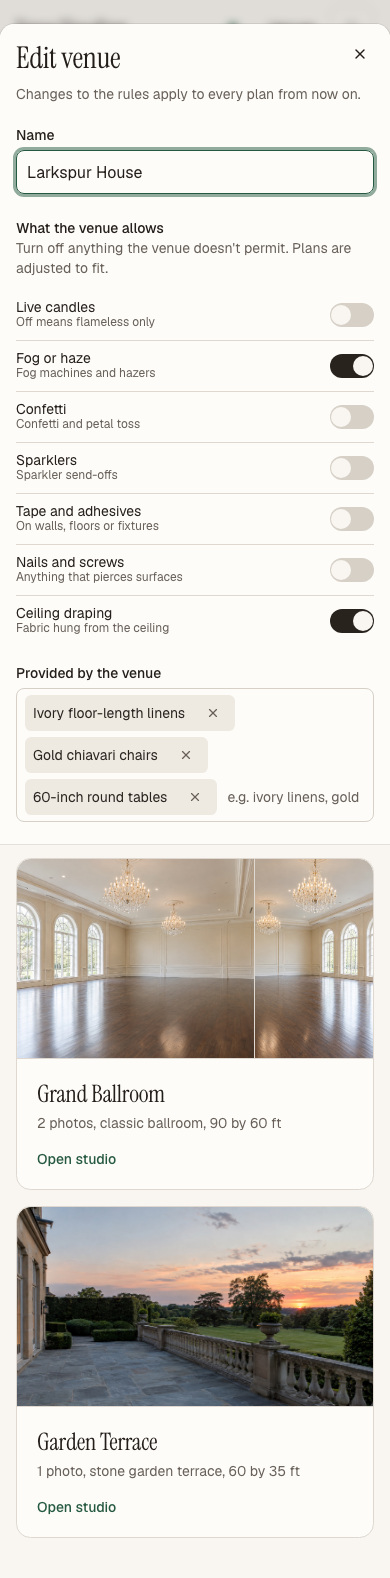 Edit venue
Changes to the rules apply to every plan from now on.
Name
Larkspur House
What the venue allows
Turn off anything the venue doesn't permit. Plans are
adjusted to fit.
Live candles
Off means flameless only
Fog or haze
Fog machines and hazers
Confetti
Confetti and petal toss
Sparklers
Sparkler send-offs
Tape and adhesives
On walls, floors or fixtures
Nails and screws
Anything that pierces surfaces
Ceiling draping
Fabric hung from the ceiling
Provided by the venue
Ivory floor-length linens
Gold chiavari chairs
60-inch round tables
e.g. ivory linens, gold
Grand Ballroom
2 photos, classic ballroom, 90 by 60 ft
Open studio
Garden Terrace
1 photo, stone garden terrace, 60 by 35 ft
Open studio